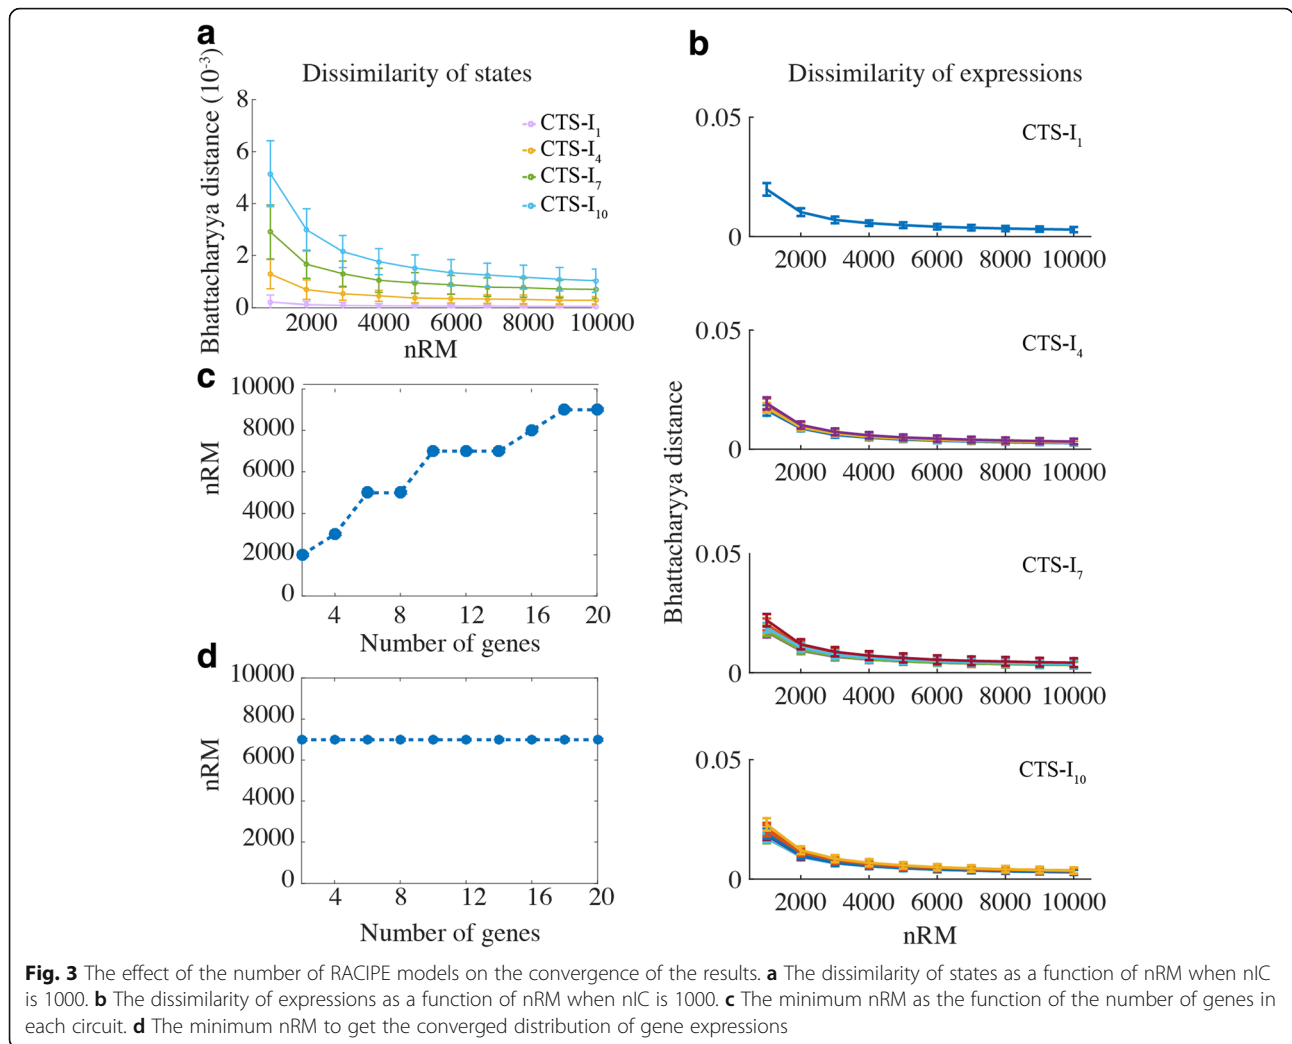 a
Dissimilarity of states
Bhattacharyya distance (10⁻³)
8
6
4
2
0
CTS-I₁
CTS-I₄
CTS-I₇
CTS-I₁₀
2000 4000 6000 8000 10000
nRM
b
Dissimilarity of expressions
Bhattacharyya distance
0.05
0
CTS-I₁
2000 4000 6000 8000 10000
0.05
0
CTS-I₄
2000 4000 6000 8000 10000
0.05
0
CTS-I₇
2000 4000 6000 8000 10000
0.05
0
CTS-I₁₀
2000 4000 6000 8000 10000
nRM
c
nRM
10000
8000
6000
4000
2000
0
4 8 12 16 20
Number of genes
d
nRM
10000
8000
6000
4000
2000
0
4 8 12 16 20
Number of genes
Fig. 3 The effect of the number of RACIPE models on the convergence of the results. a The dissimilarity of states as a function of nRM when nIC
is 1000. b The dissimilarity of expressions as a function of nRM when nIC is 1000. c The minimum nRM as the function of the number of genes in
each circuit. d The minimum nRM to get the converged distribution of gene expressions